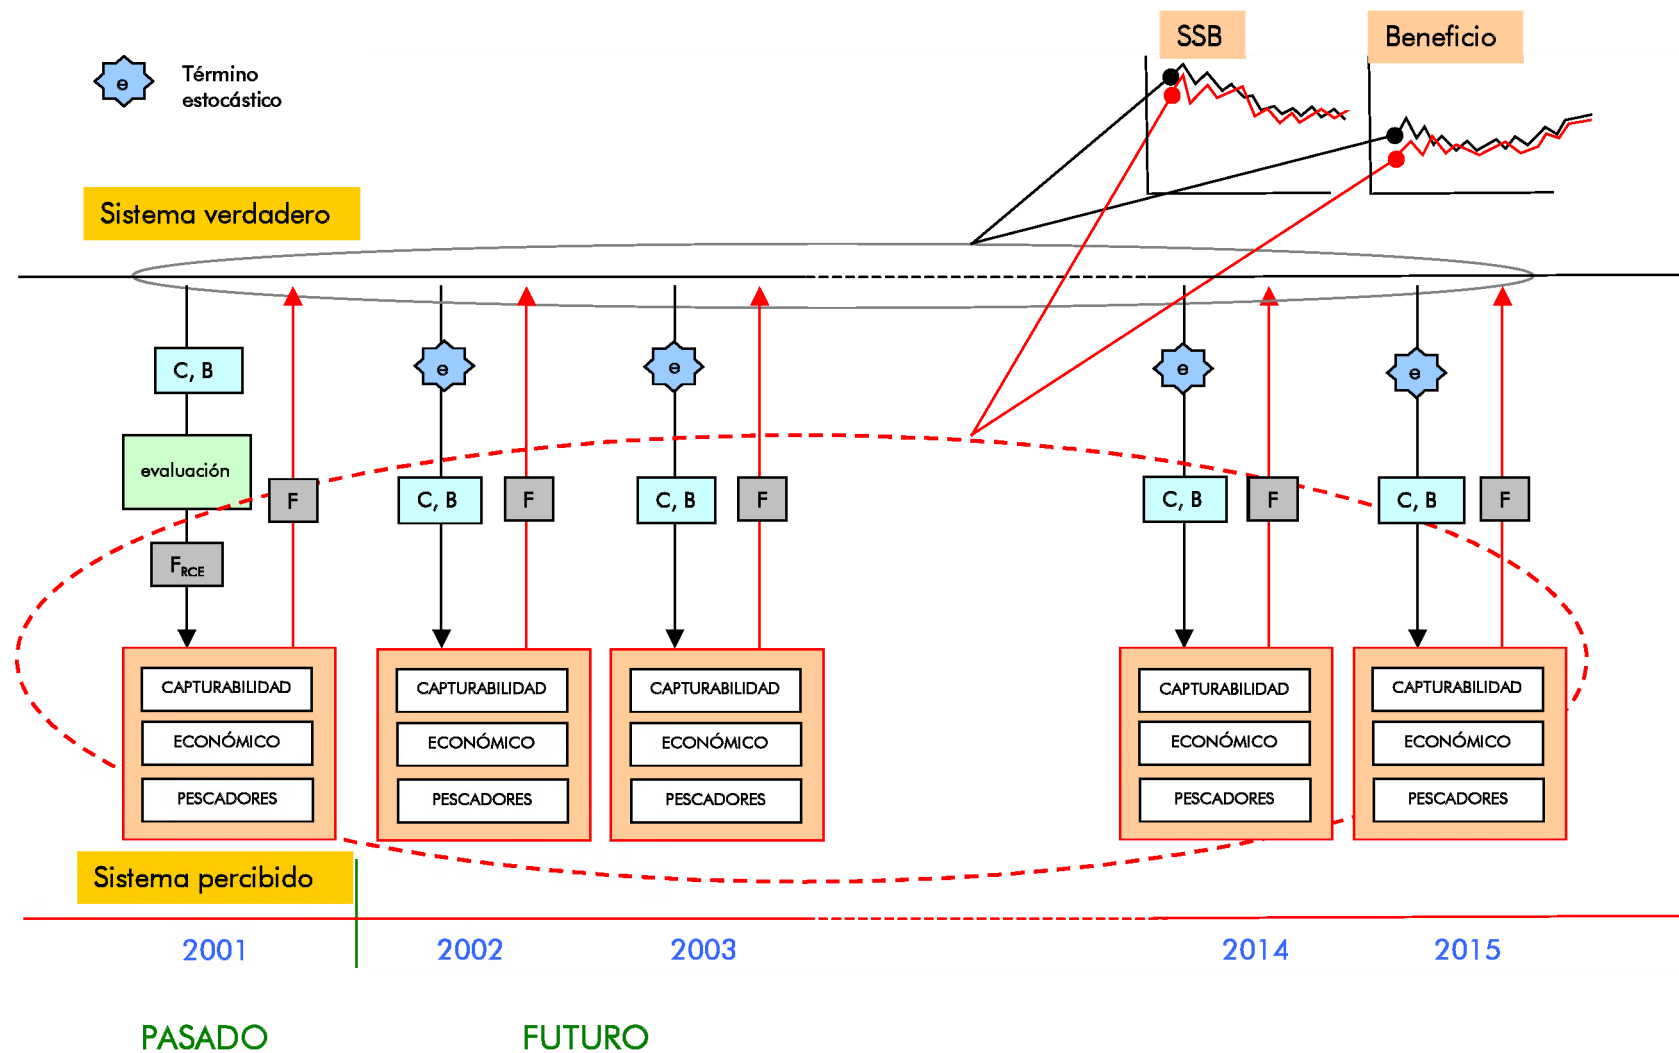 SSB
Beneficio
e
Término
estocástico
Sistema verdadero
C, B
e
e
e
e
evaluación
F
C, B
F
C, B
F
C, B
F
C, B
F
FRCE
CAPTURABILIDAD
CAPTURABILIDAD
CAPTURABILIDAD
CAPTURABILIDAD
CAPTURABILIDAD
ECONÓMICO
ECONÓMICO
ECONÓMICO
ECONÓMICO
ECONÓMICO
PESCADORES
PESCADORES
PESCADORES
PESCADORES
PESCADORES
Sistema percibido
2001
2002
2003
2014
2015
PASADO
FUTURO